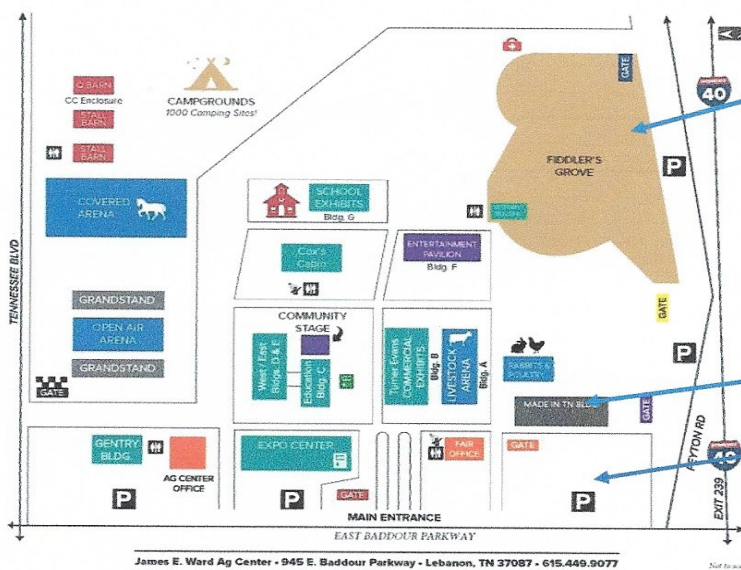 Q BARN
CC Enclosure
STALL
BARN
STALL
BARN
CAMPGROUNDS
1000 Camping Sites!
GATE
INTERSTATE
40
FIDDLER'S
GROVE
P
COVERED
ARENA
SCHOOL
EXHIBITS
Bldg. G
Cox's
Cabin
ENTERTAINMENT
PAVILION
Bldg. F
TENNESSEE BLVD
GRANDSTAND
OPEN AIR
ARENA
GRANDSTAND
GATE
COMMUNITY
STAGE
West / East
Bldgs. D & E
Education
Bldg. C
Turner Evans
COMMERCIAL
EXHIBITS
Bldg. B
LIVESTOCK
ARENA
Bldg. A
RABBITS &
POULTRY
GATE
P
MADE IN TN BLDG
GATE
GENTRY
BLDG.
AG CENTER
OFFICE
EXPO CENTER
FAIR
OFFICE
GATE
PEYTON RD
40
EXIT 239
P
P
GATE
P
MAIN ENTRANCE
EAST BADDOUR PARKWAY
James E. Ward Ag Center • 945 E. Baddour Parkway • Lebanon, TN 37087 • 615.449.9077
Not to